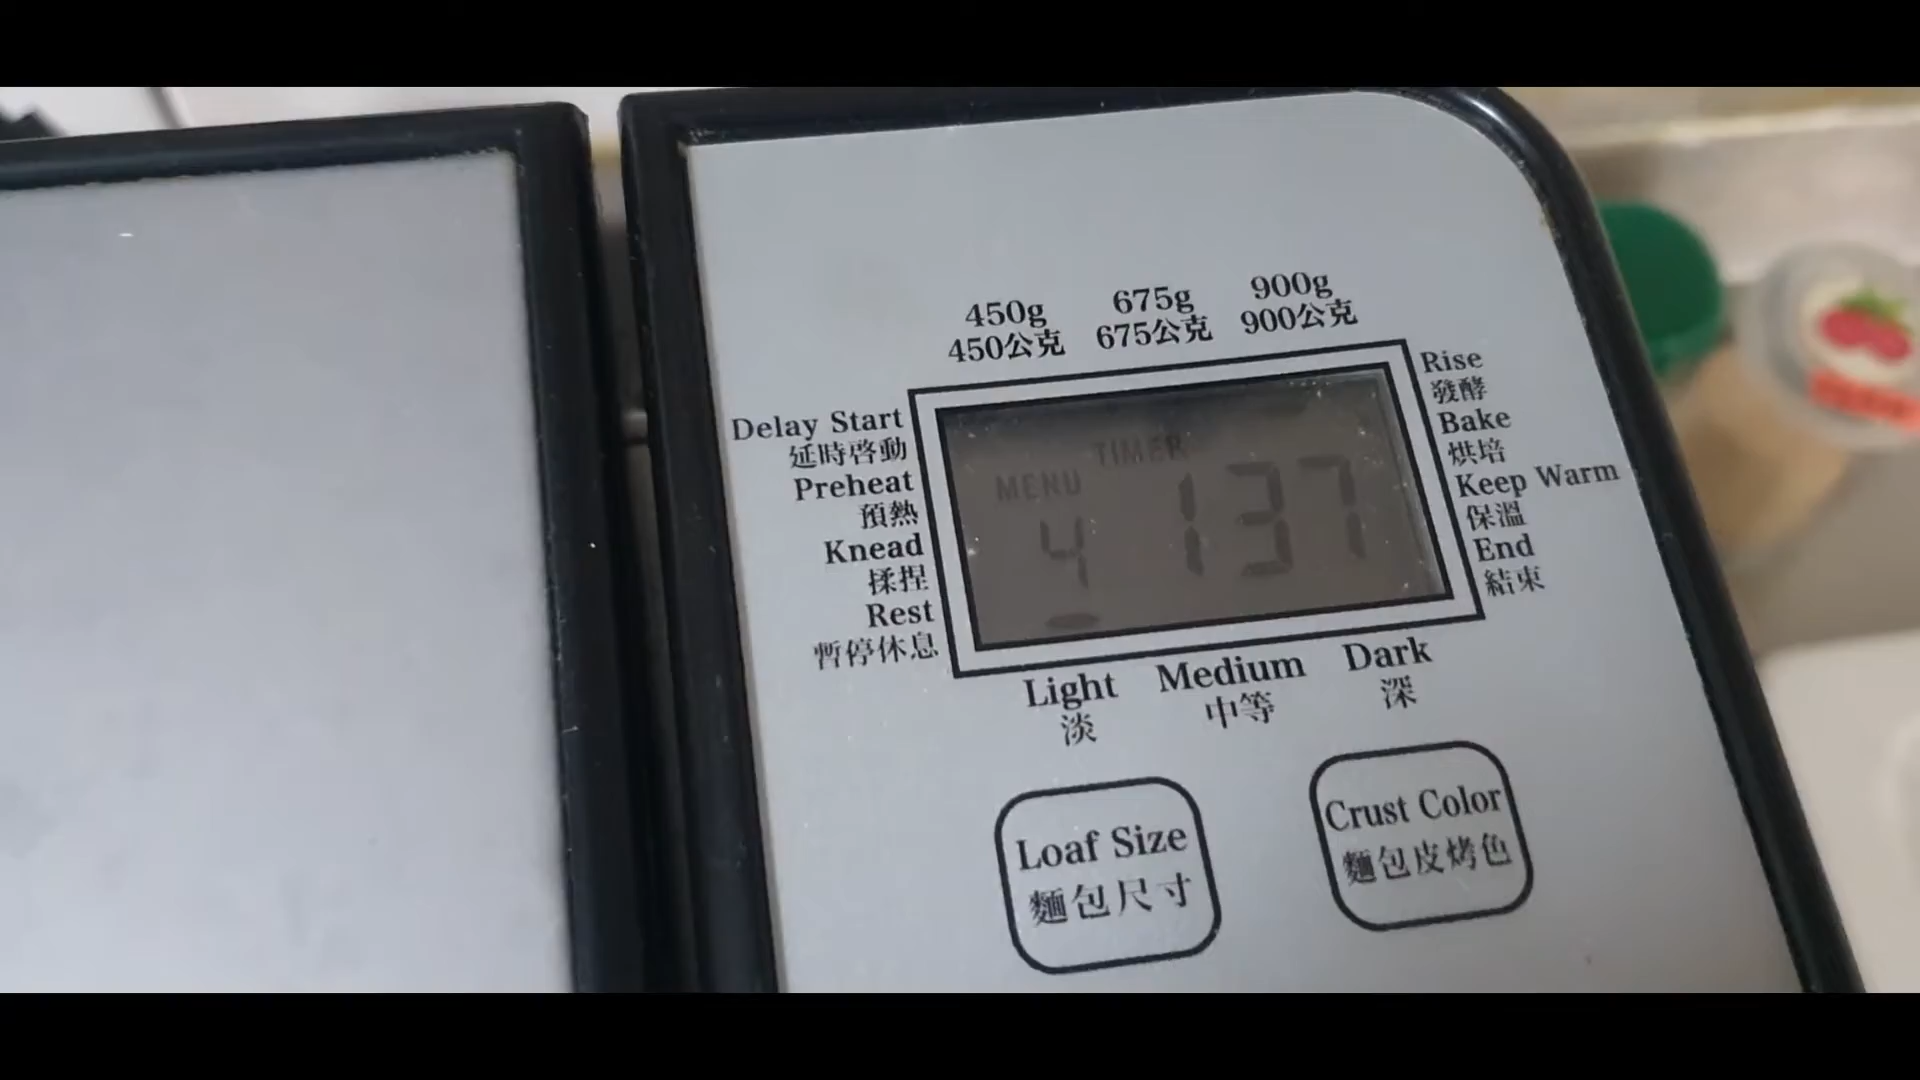 450g 675g 900g
450公克 675公克 900公克
Delay Start
延時啓動
Preheat
預熱
Knead
揉捏
Rest
暫停休息
TIMER
MENU
4 137
Rise
發酵
Bake
烘培
Keep Warm
保溫
End
結束
Light Medium Dark
淡 中等 深
Loaf Size
麵包尺寸
Crust Color
麵包皮烤色